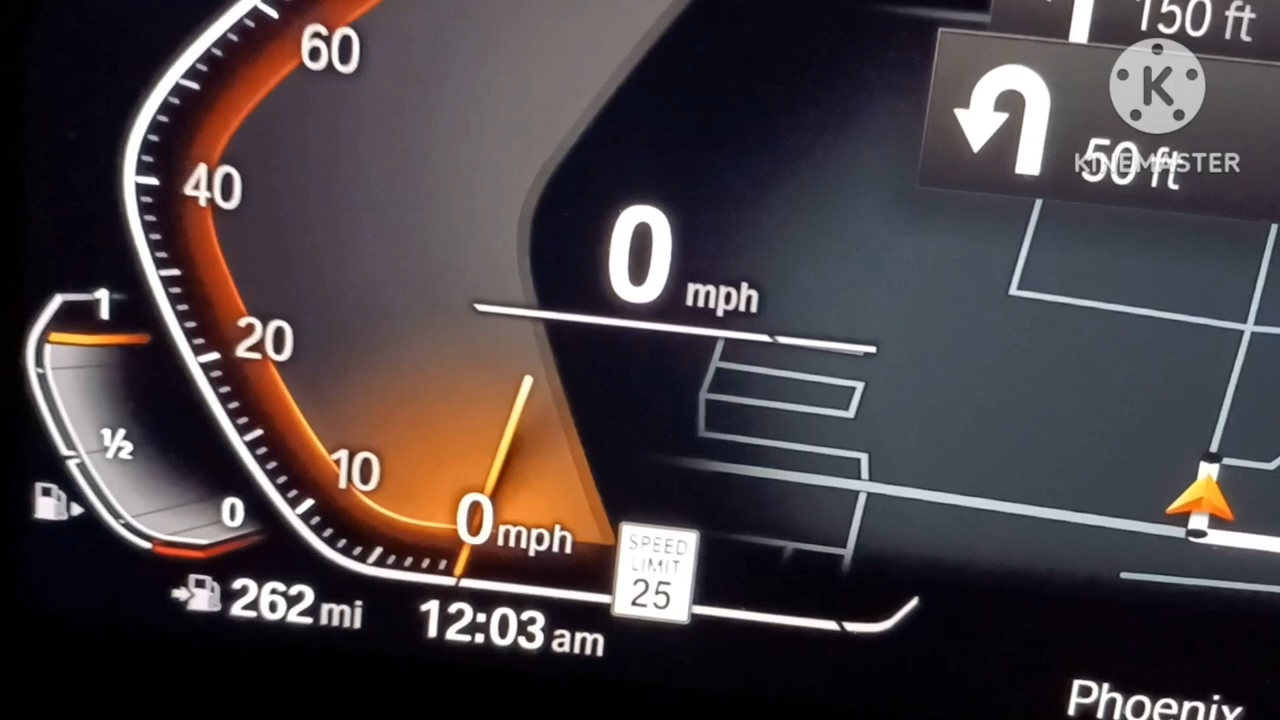 150 ft
60
K
KINEMASTER
50 ft
40
0 mph
1
20
½
10
0
0 mph
SPEED
LIMIT
25
262 mi
12:03 am
Phoenix